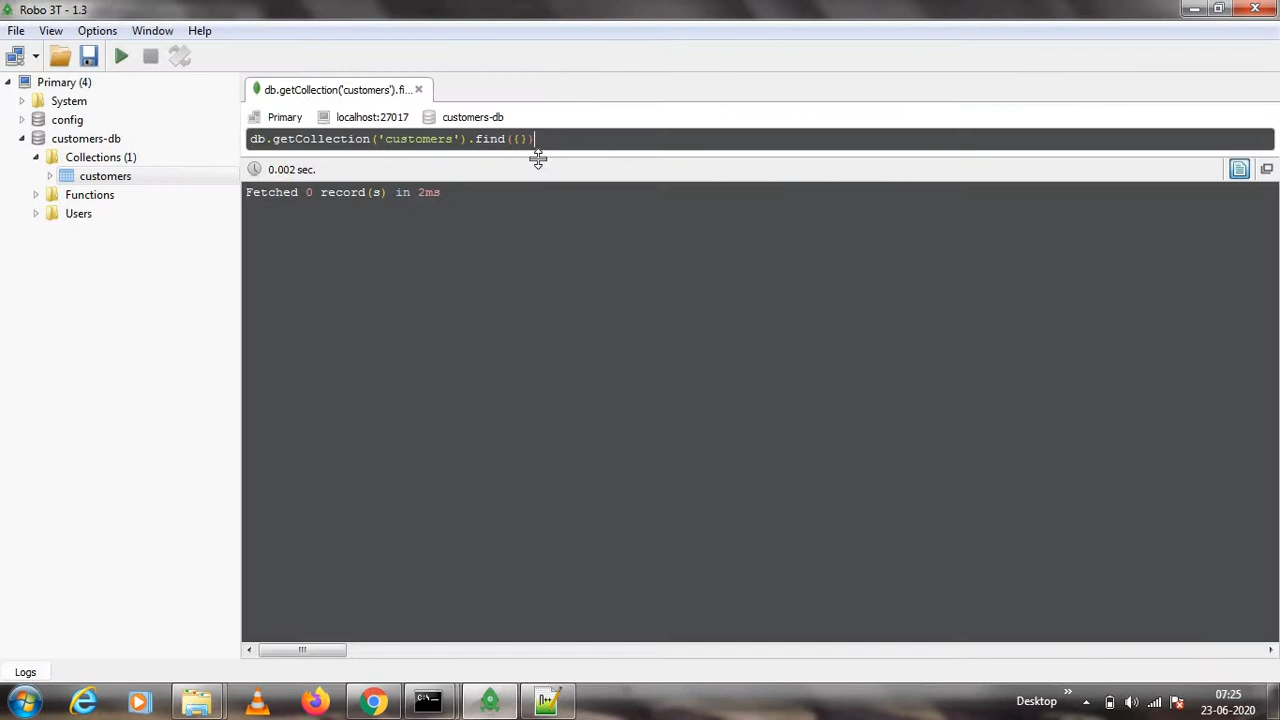 Robo 3T - 1.3
File View Options Window Help
Primary (4)
System
config
customers-db
Collections (1)
customers
Functions
Users
db.getCollection('customers').fi...
Primary localhost:27017 customers-db
db.getCollection('customers').find({})
0.002 sec.
Fetched 0 record(s) in 2ms
Logs
Desktop
07:25
23-06-2020